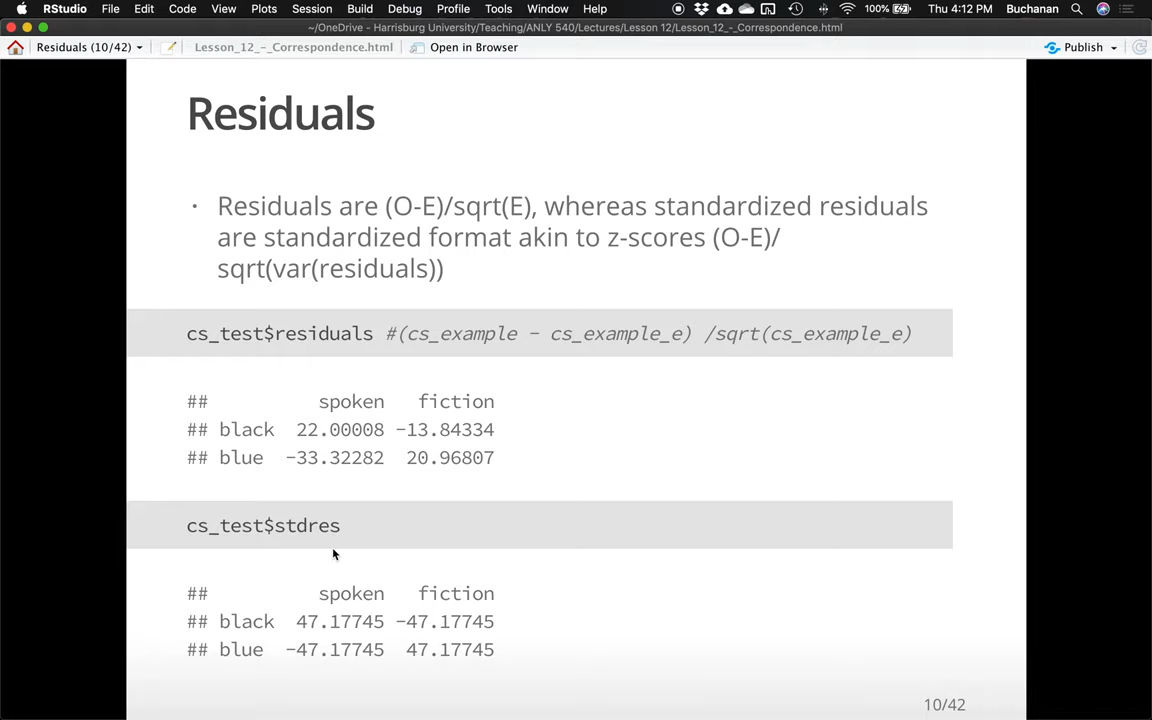 RStudio File Edit Code View Plots Session Build Debug Profile Tools Window Help 100% Thu 4:12 PM Buchanan
~/OneDrive - Harrisburg University/Teaching/ANLY 540/Lectures/Lesson 12/Lesson_12_-_Correspondence.html
Residuals (10/42) Lesson_12_-_Correspondence.html Open in Browser Publish
Residuals
• Residuals are (O-E)/sqrt(E), whereas standardized residuals
are standardized format akin to z-scores (O-E)/
sqrt(var(residuals))
cs_test$residuals #(cs_example - cs_example_e) /sqrt(cs_example_e)
## spoken fiction
## black 22.00008 -13.84334
## blue -33.32282 20.96807
cs_test$stdres
## spoken fiction
## black 47.17745 -47.17745
## blue -47.17745 47.17745
10/42